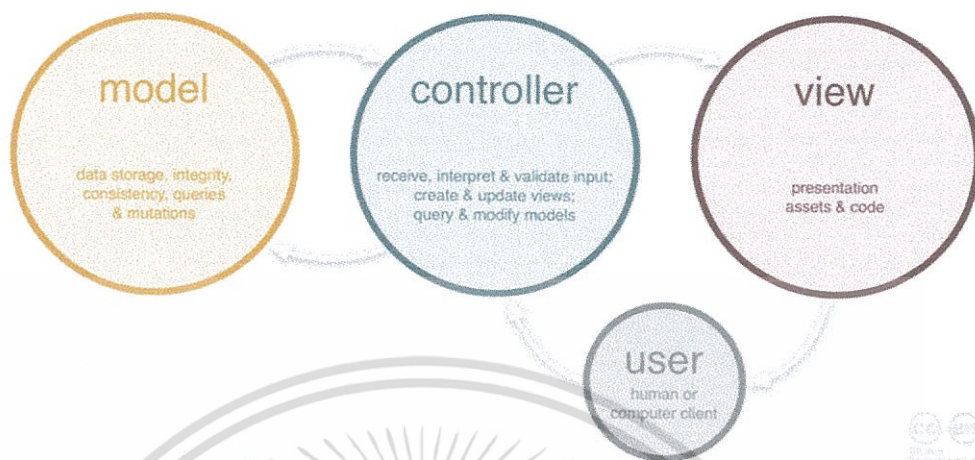 model
data storage, integrity,
consistency, queries
& mutations
controller
receive, interpret & validate input;
create & update views;
query & modify models
view
presentation
assets & code
user
human or
computer client
cc